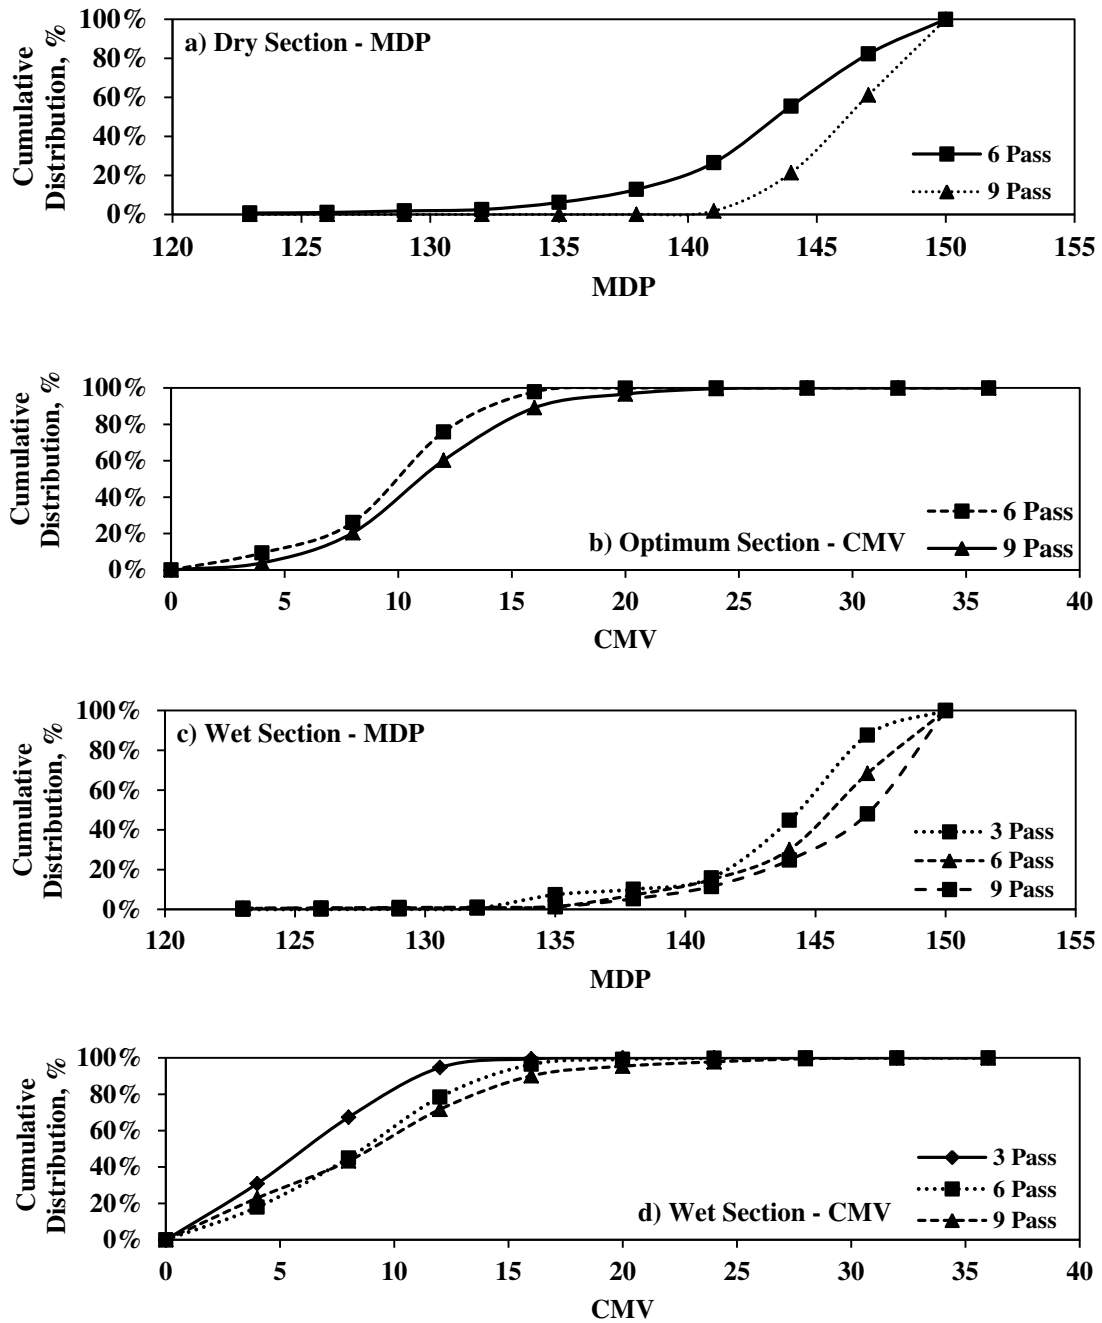 a) Dry Section - MDP
Cumulative
Distribution, %
100%
80%
60%
40%
20%
0%
6 Pass
9 Pass
120 125 130 135 140 145 150 155
MDP
b) Optimum Section - CMV
Cumulative
Distribution, %
100%
80%
60%
40%
20%
0%
6 Pass
9 Pass
0 5 10 15 20 25 30 35 40
CMV
c) Wet Section - MDP
Cumulative
Distribution, %
100%
80%
60%
40%
20%
0%
3 Pass
6 Pass
9 Pass
120 125 130 135 140 145 150 155
MDP
Cumulative
Distribution, %
100%
80%
60%
40%
20%
0%
3 Pass
6 Pass
9 Pass
d) Wet Section - CMV
0 5 10 15 20 25 30 35 40
CMV